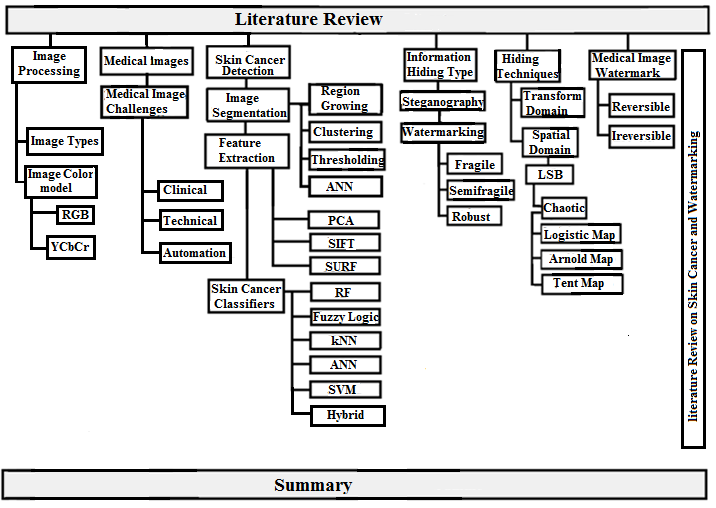 Literature Review
Image
Processing
Image Types
Image Color
model
RGB
YCbCr
Medical Images
Medical Image
Challenges
Clinical
Technical
Automation
Skin Cancer
Detection
Image
Segmentation
Region
Growing
Clustering
Thresholding
ANN
Feature
Extraction
PCA
SIFT
SURF
Skin Cancer
Classifiers
RF
Fuzzy Logic
kNN
ANN
SVM
Hybrid
Information
Hiding Type
Steganography
Watermarking
Fragile
Semifragile
Robust
Hiding
Techniques
Transform
Domain
Spatial
Domain
LSB
Chaotic
Logistic Map
Arnold Map
Tent Map
Medical Image
Watermark
Reversible
Ireversible
literature Review on Skin Cancer and Watermarking
Summary